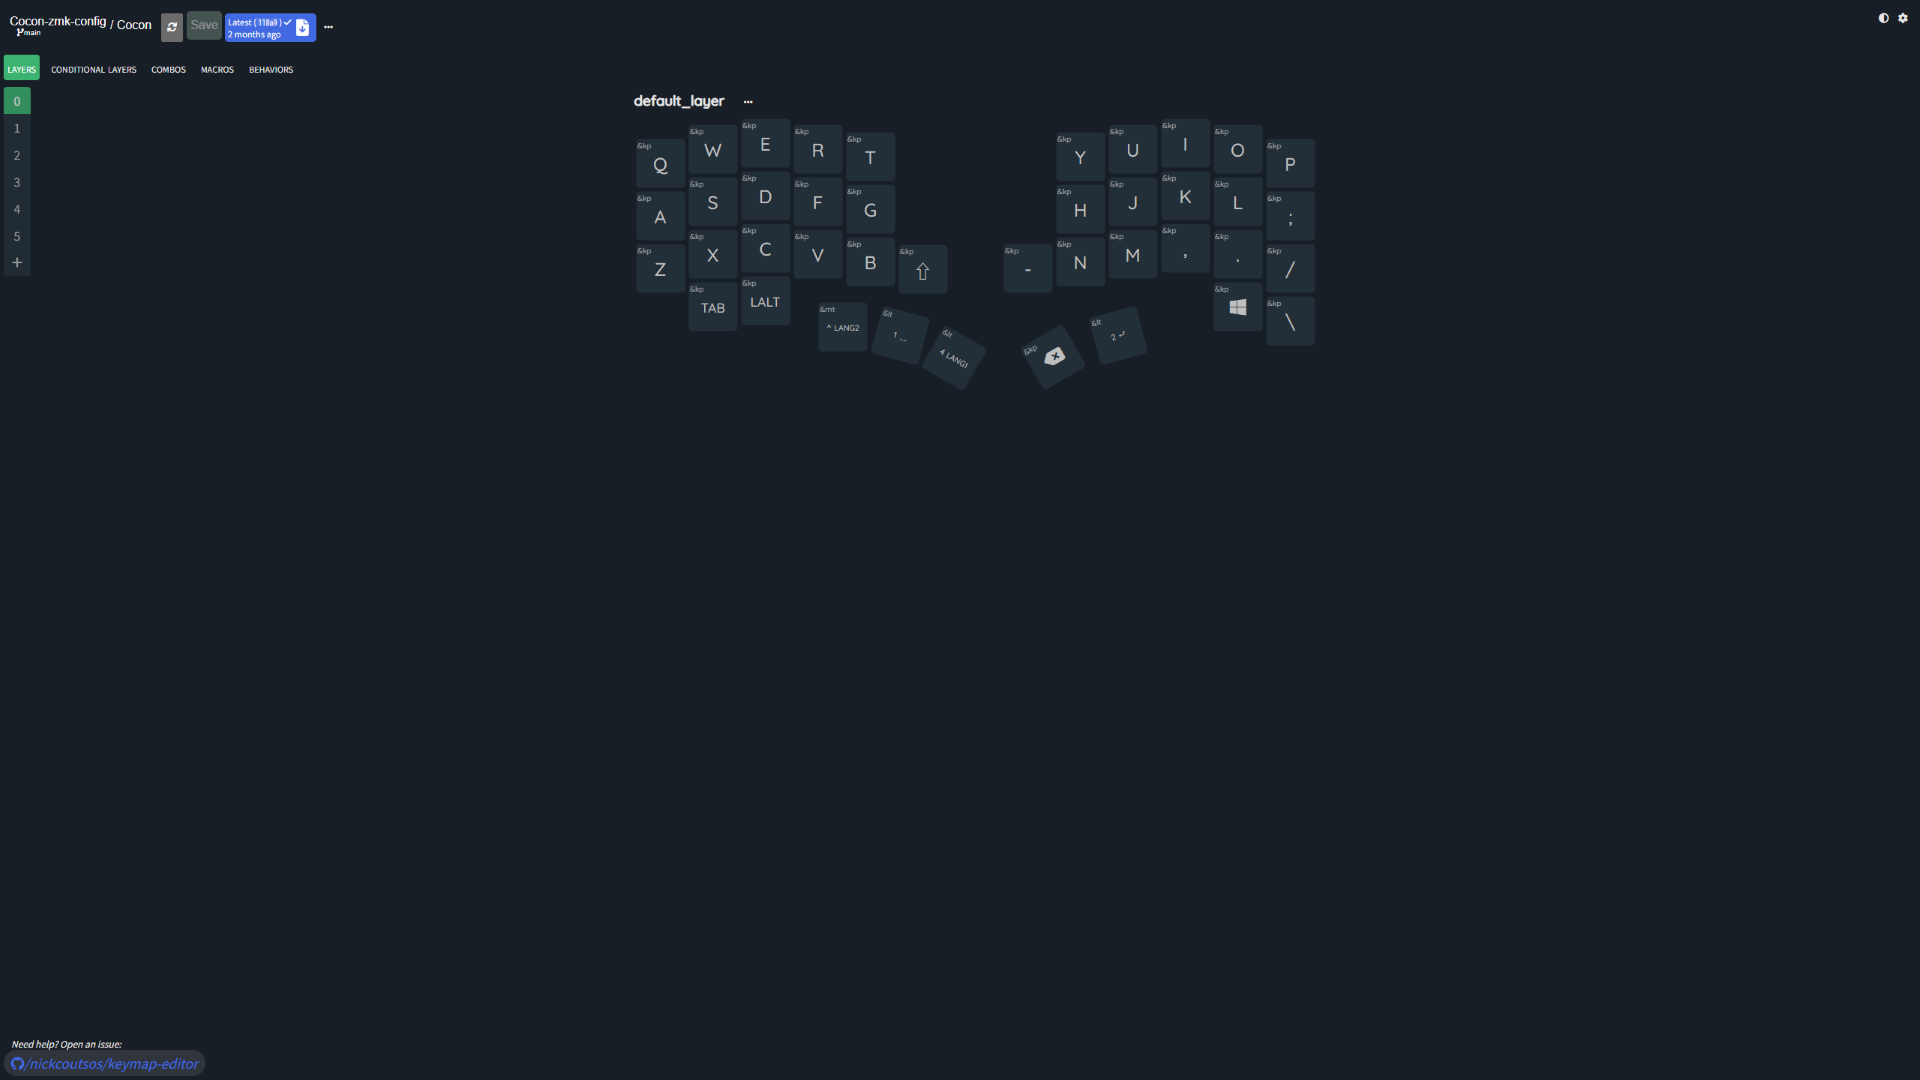 Cocon-zmk-config / Cocon
main
Save
Latest ( 118a9 )
2 months ago
LAYERS CONDITIONAL LAYERS COMBOS MACROS BEHAVIORS
0
1
2
3
4
5
+
default_layer ...
&kp Q &kp W &kp E &kp R &kp T &kp Y &kp U &kp I &kp O &kp P
&kp A &kp S &kp D &kp F &kp G &kp H &kp J &kp K &kp L &kp ;
&kp Z &kp X &kp C &kp V &kp B &kp ⇧ &kp - &kp N &kp M &kp , &kp . &kp /
&kp TAB &kp LALT &mt ^ LANG2 &lt 1 ⎵ &lt 4 LANG1 &kp &lt 2 ⏎ &kp &kp \
Need help? Open an issue:
/nickcoutsos/keymap-editor